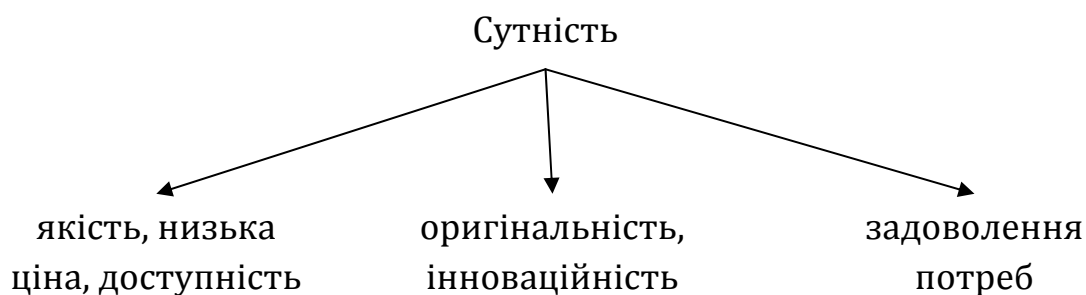 Сутність
якість, низька
ціна, доступність
оригінальність,
інноваційність
задоволення
потреб